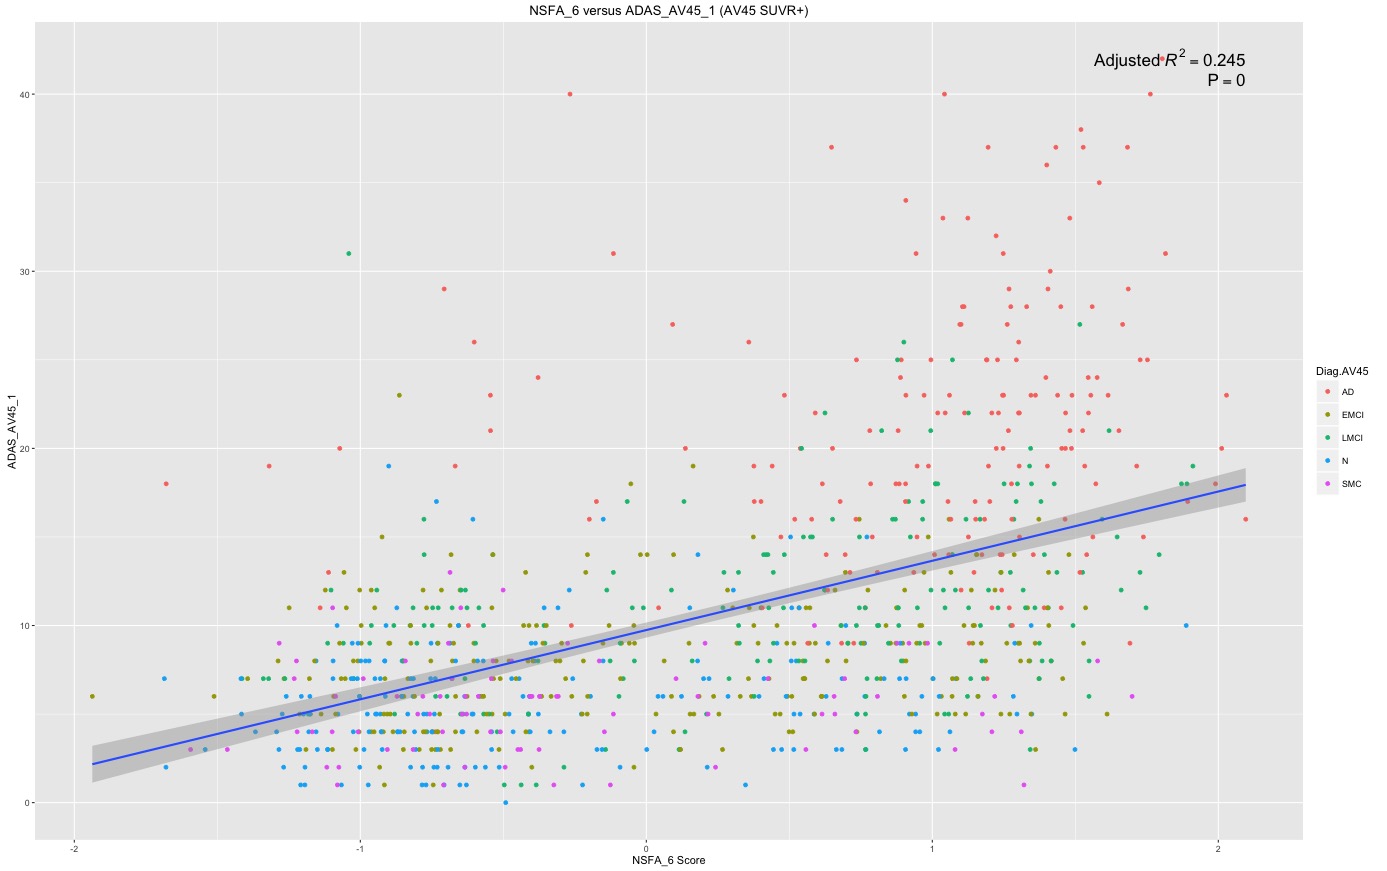 NSFA_6 versus ADAS_AV45_1 (AV45 SUVR+)
Adjusted R² = 0.245
P = 0
40
30
20
10
0
ADAS_AV45_1
-2 -1 0 1 2
NSFA_6 Score
Diag.AV45
AD
EMCI
LMCI
N
SMC